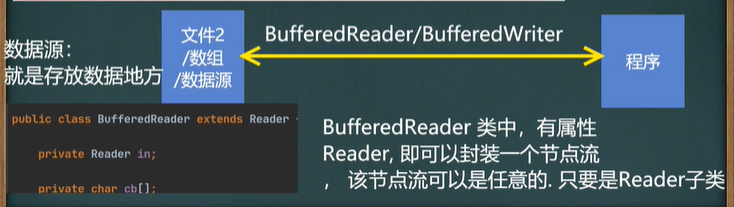 BufferedReader/BufferedWriter
文件2
/数组
/数据源
程序
数据源：
就是存放数据地方
public class BufferedReader extends Reader
private Reader in;
private char cb[];
BufferedReader 类中，有属性
Reader, 即可以封装一个节点流
， 该节点流可以是任意的. 只要是Reader子类